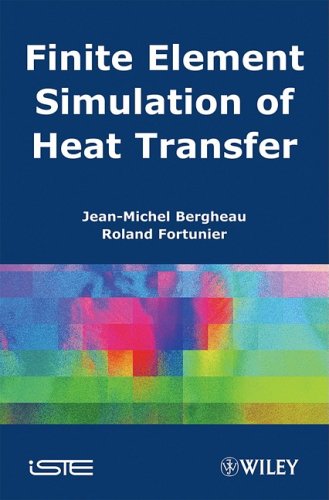 Finite Element
Simulation of
Heat Transfer
Jean-Michel Bergheau
Roland Fortunier
iSTE
WILEY